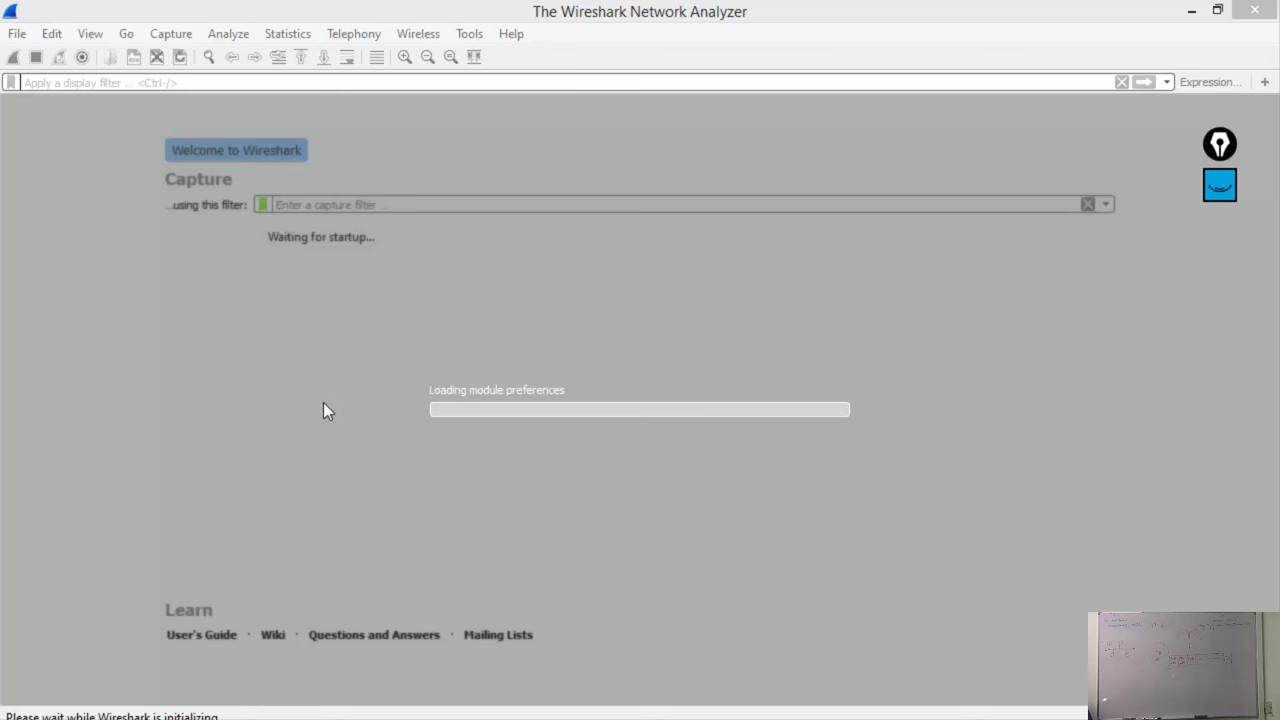 The Wireshark Network Analyzer
File Edit View Go Capture Analyze Statistics Telephony Wireless Tools Help
Apply a display filter ... <Ctrl-/> Expression... +
Welcome to Wireshark
Capture
...using this filter: Enter a capture filter ...
Waiting for startup...
Loading module preferences
Learn
User's Guide · Wiki · Questions and Answers · Mailing Lists
Please wait while Wireshark is initializing